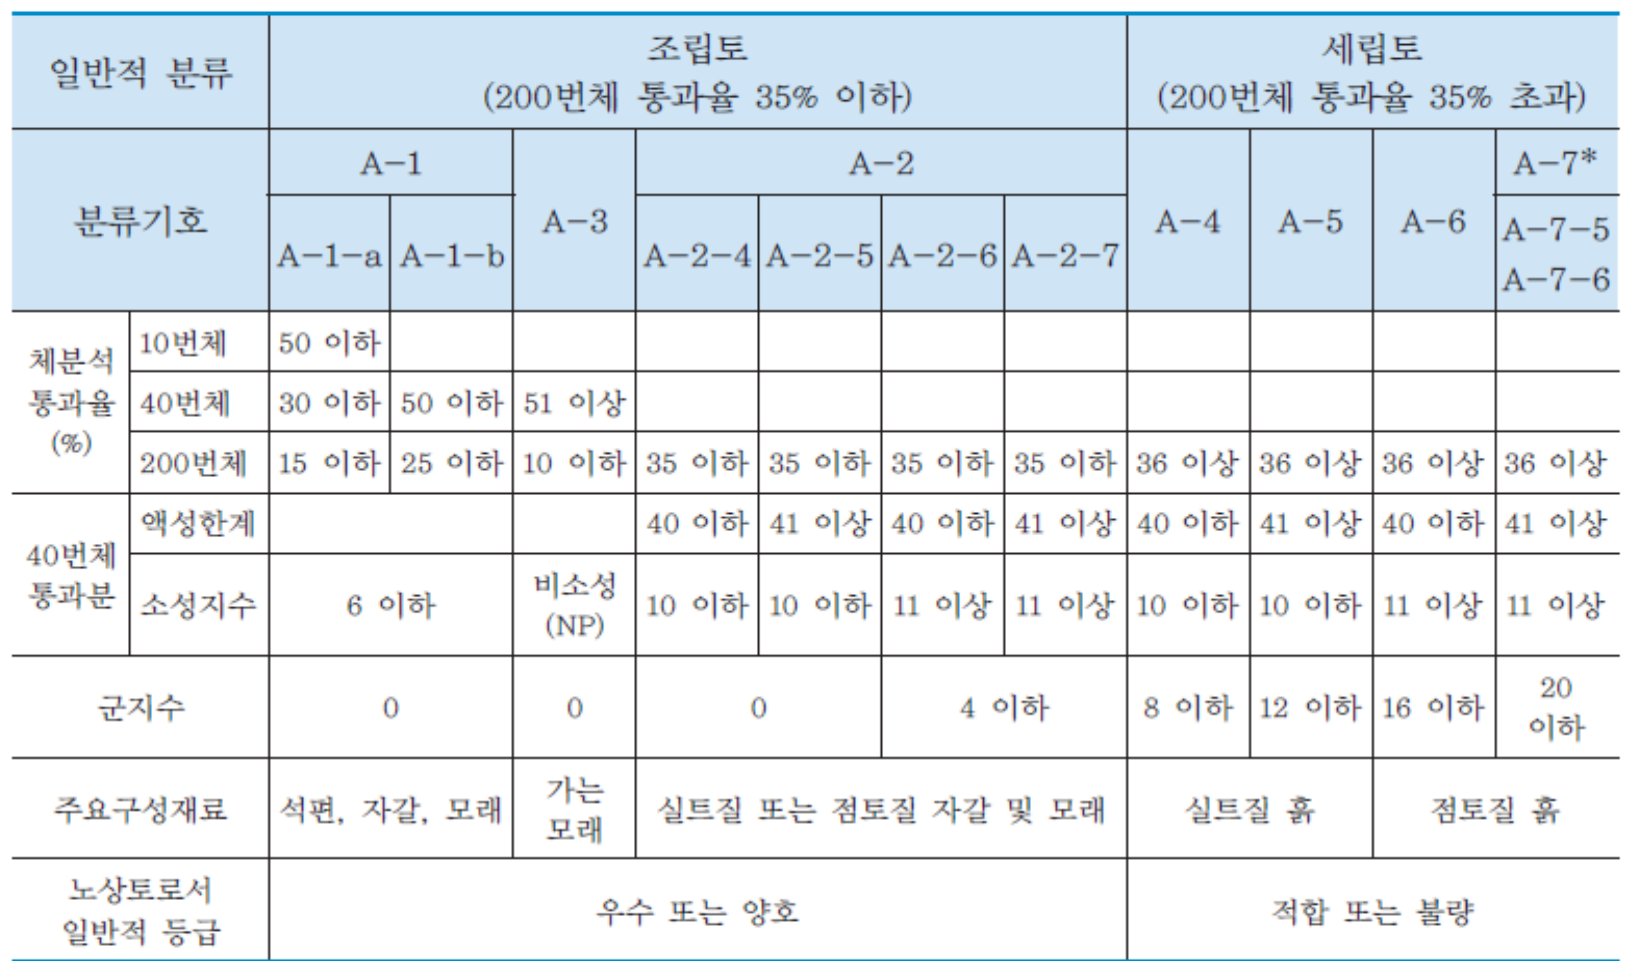 일반적 분류 조립토 세립토
(200번체 통과율 35% 이하) (200번체 통과율 35% 초과)
분류기호 A-1 A-3 A-2 A-4 A-5 A-6 A-7*
A-1-a A-1-b A-2-4 A-2-5 A-2-6 A-2-7 A-7-5
A-7-6
체분석
통과율
(%)
10번체 50 이하
40번체 30 이하 50 이하 51 이상
200번체 15 이하 25 이하 10 이하 35 이하 35 이하 35 이하 35 이하 36 이상 36 이상 36 이상 36 이상
40번체
통과분
액성한계 40 이하 41 이상 40 이하 41 이상 40 이하 41 이상 40 이하 41 이상
소성지수 6 이하 비소성 10 이하 10 이하 11 이상 11 이상 10 이하 10 이하 11 이상 11 이상
(NP)
군지수 0 0 0 4 이하 8 이하 12 이하 16 이하 20
이하
주요구성재료 석편, 자갈, 모래 가는 실트질 또는 점토질 자갈 및 모래 실트질 흙 점토질 흙
모래
노상토로서
일반적 등급
우수 또는 양호 적합 또는 불량